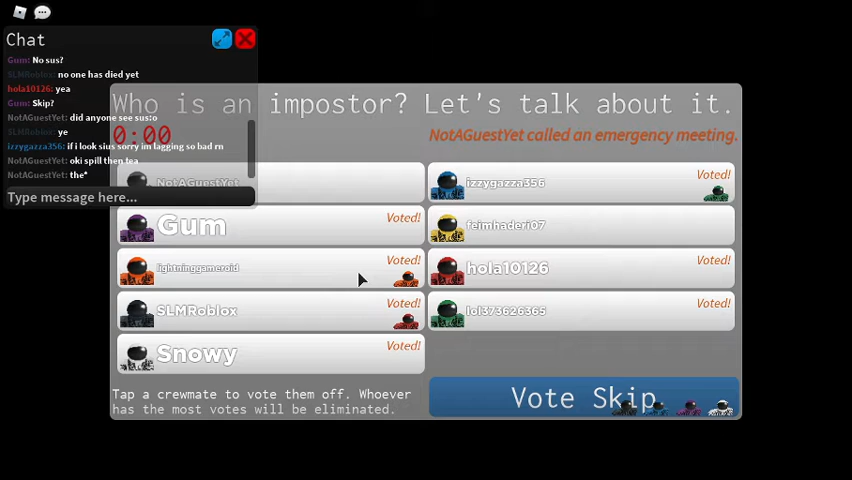 Chat
Gum: No sus?
SLMRoblox: no one has died yet
hola10126: yea
Gum: Skip?
NotAGuestYet: did anyone see sus:o
SLMRoblox: ye
izzygazza356: if i look sius sorry im lagging so bad rn
NotAGuestYet: oki spill then tea
NotAGuestYet: the*
Type message here...
Who is an impostor? Let's talk about it.
0:00
NotAGuestYet called an emergency meeting.
NotAGuestYet
izzygazza356 Voted!
Gum Voted!
feimhaderi07
lightninggameroid Voted!
hola10126 Voted!
SLMRoblox Voted!
lol373626365 Voted!
Snowy Voted!
Tap a crewmate to vote them off. Whoever
has the most votes will be eliminated.
Vote Skip